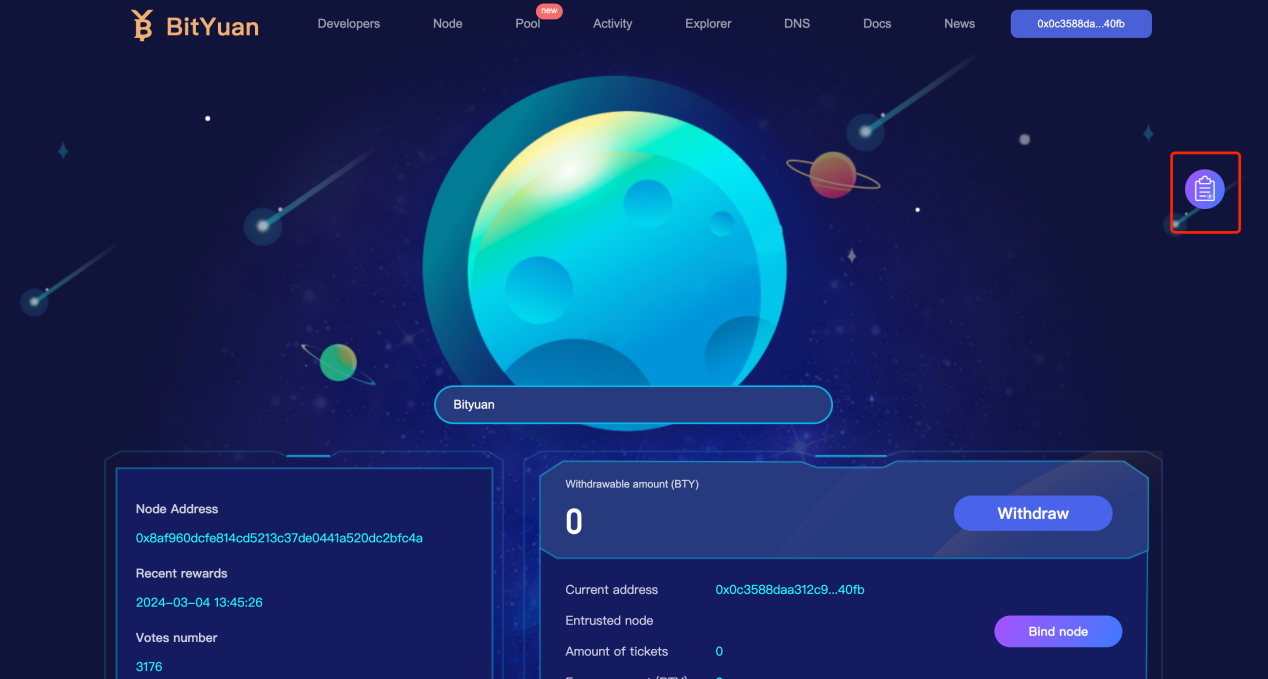 BitYuan
Developers
Node
Pool
new
Activity
Explorer
DNS
Docs
News
0x0c3588da...40fb
Bityuan
Node Address
0x8af960dcfe814cd5213c37de0441a520dc2bfc4a
Recent rewards
2024-03-04 13:45:26
Votes number
3176
Withdrawable amount (BTY)
0
Withdraw
Current address
0x0c3588daa312c9...40fb
Entrusted node
Bind node
Amount of tickets
0